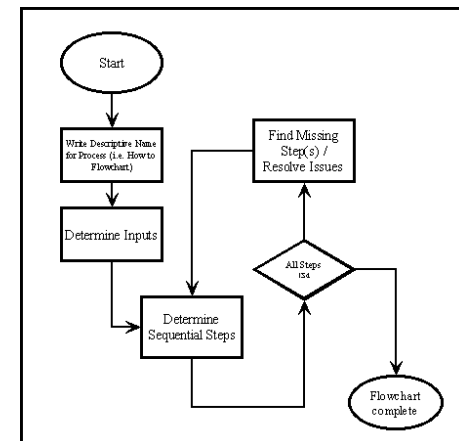 Start
Write Descriptive Name
for Process (i.e. How to
Flowchart)
Determine Inputs
Determine
Sequential Steps
Find Missing
Step(s) /
Resolve Issues
All Steps
Flowchart
complete